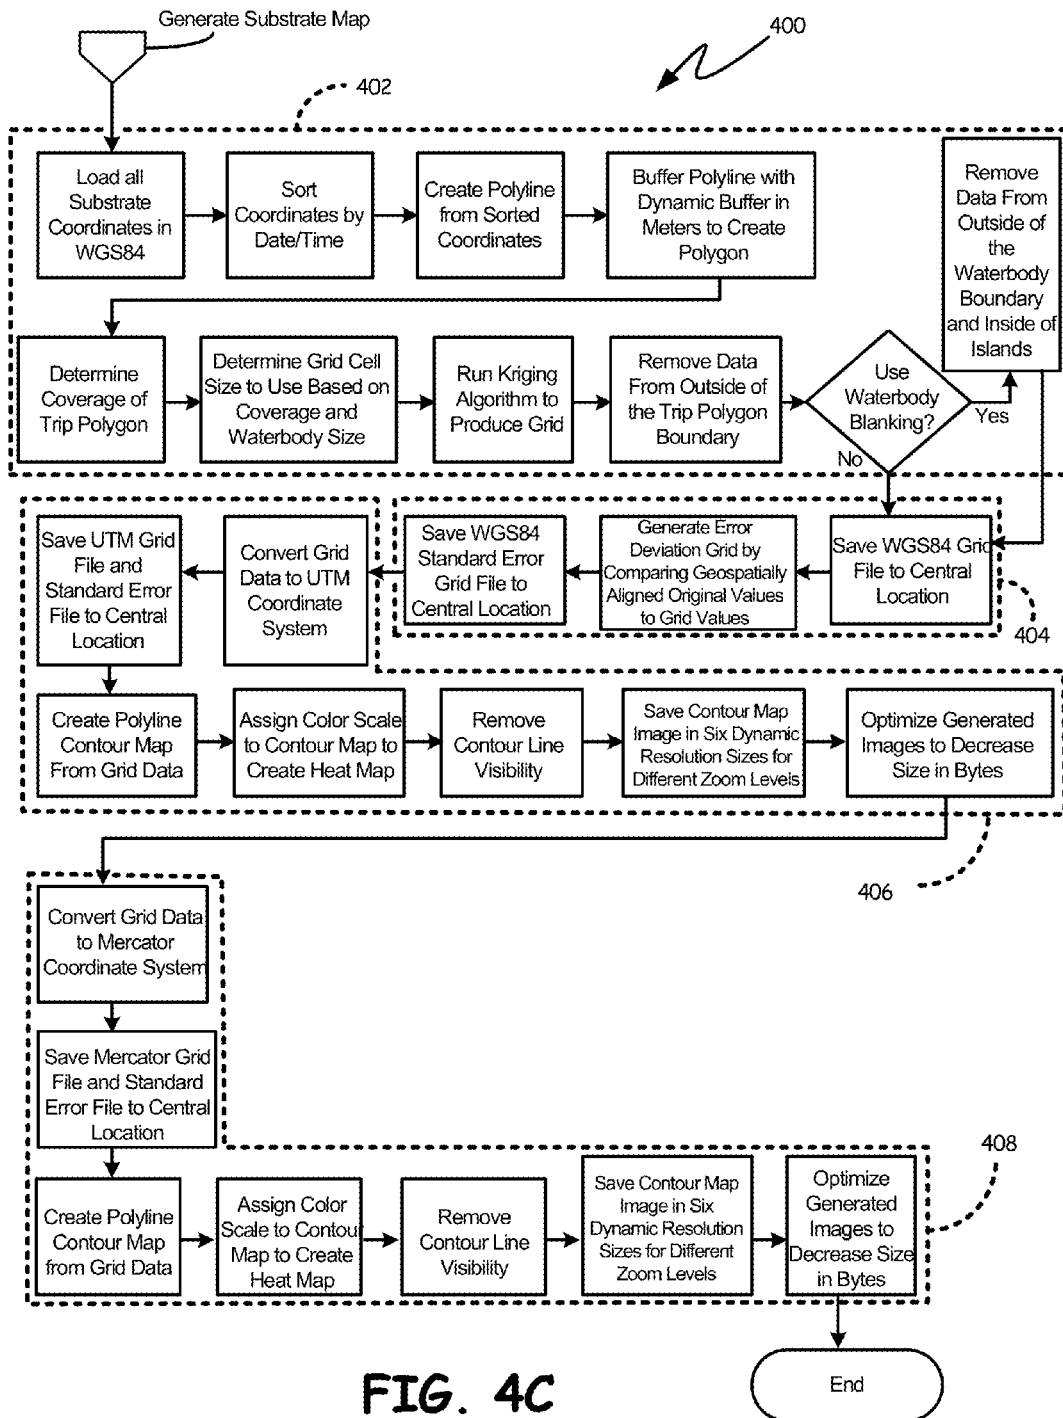 Generate Substrate Map
400
402
Load all
Substrate
Coordinates in
WGS84
Sort
Coordinates by
Date/Time
Create Polyline
from Sorted
Coordinates
Buffer Polyline with
Dynamic Buffer in
Meters to Create
Polygon
Remove
Data From
Outside of
the
Waterbody
Boundary
and Inside of
Islands
Determine
Coverage of
Trip Polygon
Determine Grid Cell
Size to Use Based on
Coverage and
Waterbody Size
Run Kriging
Algorithm to
Produce Grid
Remove Data
From Outside of
the Trip Polygon
Boundary
Use
Waterbody
Blanking?
Yes
No
Save WGS84 Grid
File to Central
Location
Generate Error
Deviation Grid by
Comparing Geospatially
Aligned Original Values
to Grid Values
Save WGS84
Standard Error
Grid File to
Central Location
404
Convert Grid
Data to UTM
Coordinate
System
Save UTM Grid
File and
Standard Error
File to Central
Location
Create Polyline
Contour Map
From Grid Data
Assign Color Scale
to Contour Map to
Create Heat Map
Remove
Contour Line
Visibility
Save Contour Map
Image in Six Dynamic
Resolution Sizes for
Different Zoom Levels
Optimize Generated
Images to Decrease
Size in Bytes
406
Convert Grid Data
to Mercator
Coordinate System
Save Mercator Grid
File and Standard
Error File to Central
Location
Create Polyline
Contour Map
from Grid Data
Assign Color
Scale to Contour
Map to Create
Heat Map
Remove
Contour Line
Visibility
Save Contour Map
Image in Six
Dynamic Resolution
Sizes for Different
Zoom Levels
Optimize
Generated
Images to
Decrease Size
in Bytes
408
End
FIG. 4C